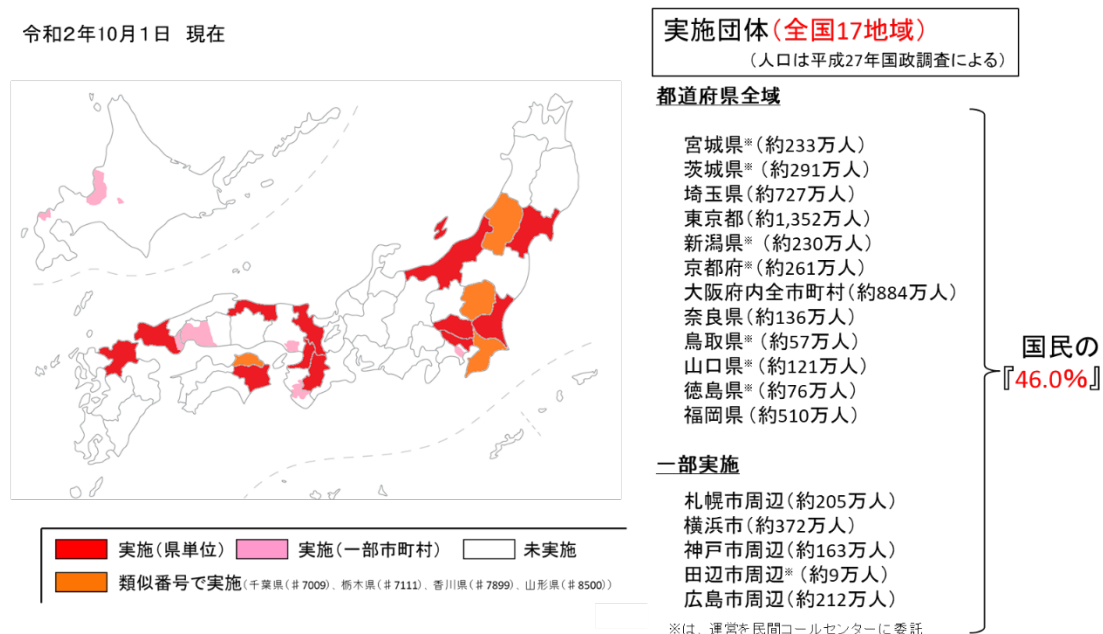 令和2年10月1日 現在
実施団体(全国17地域)
(人口は平成27年国政調査による)
都道府県全域
宮城県※(約233万人)
茨城県※(約291万人)
埼玉県(約727万人)
東京都(約1,352万人)
新潟県※(約230万人)
京都府※(約261万人)
大阪府内全市町村(約884万人)
奈良県(約136万人)
鳥取県※(約57万人)
山口県※(約121万人)
徳島県※(約76万人)
福岡県(約510万人)
国民の
『46.0%』
一部実施
札幌市周辺(約205万人)
横浜市(約372万人)
神戸市周辺(約163万人)
田辺市周辺※(約9万人)
広島市周辺(約212万人)
※は、運営を民間コールセンターに委託
実施(県単位) 実施(一部市町村) 未実施
類似番号で実施(千葉県(#7009)、栃木県(#7111)、香川県(#7899)、山形県(#8500))